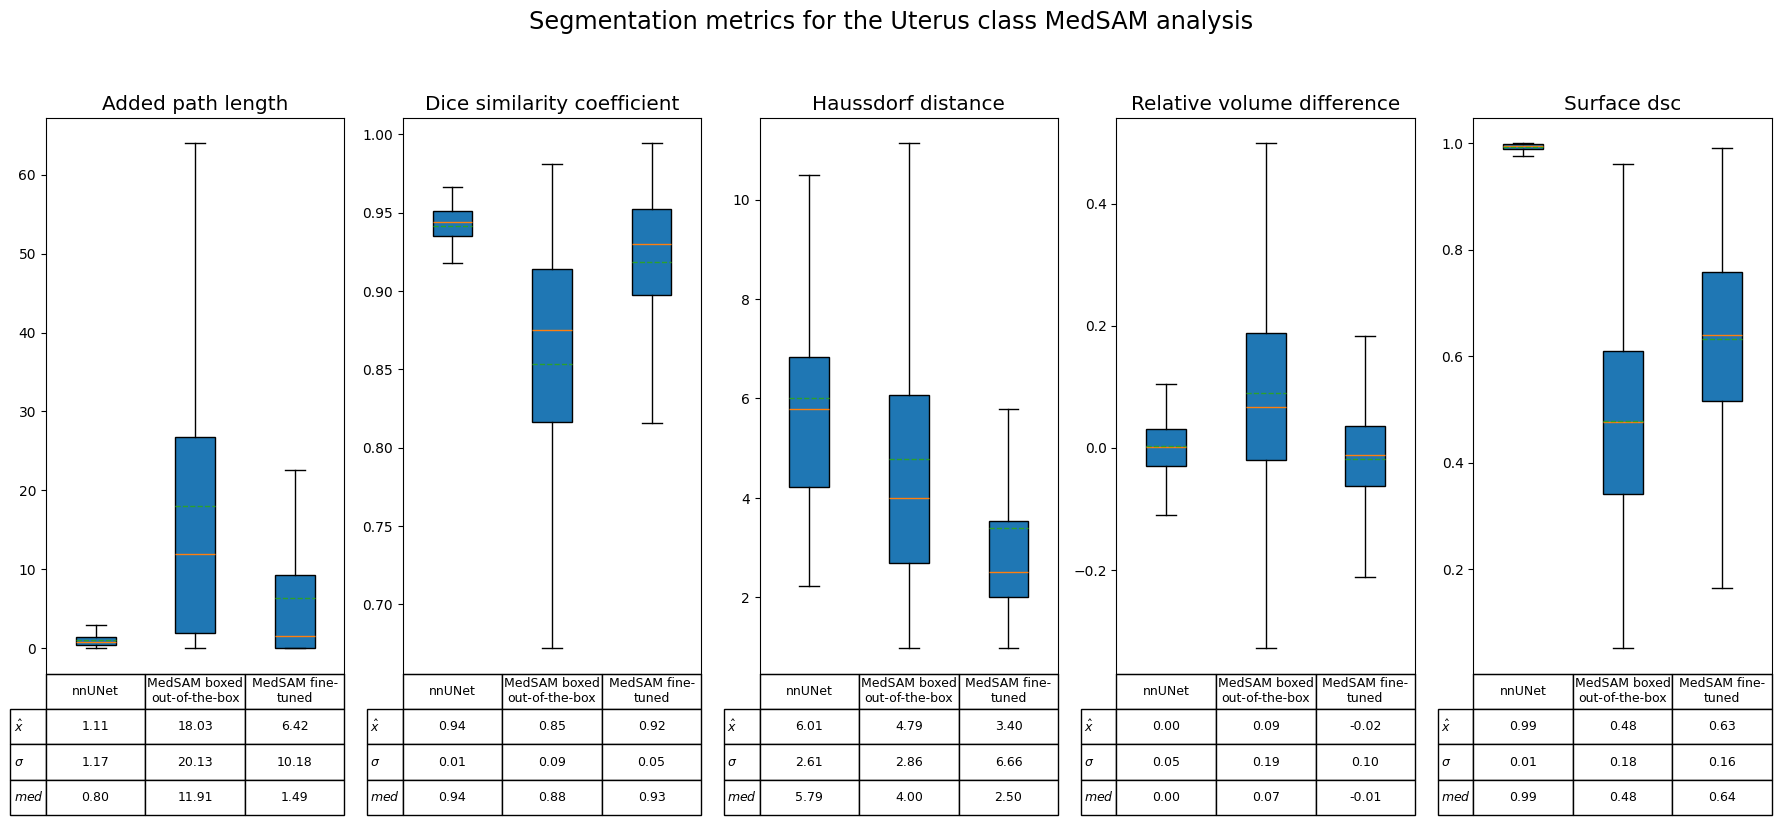 Segmentation metrics for the Uterus class MedSAM analysis
Added path length
60
50
40
30
20
10
0
nnUNet MedSAM boxed out-of-the-box MedSAM fine-tuned
x̂ 1.11 18.03 6.42
σ 1.17 20.13 10.18
med 0.80 11.91 1.49
Dice similarity coefficient
1.00
0.95
0.90
0.85
0.80
0.75
0.70
nnUNet MedSAM boxed out-of-the-box MedSAM fine-tuned
x̂ 0.94 0.85 0.92
σ 0.01 0.09 0.05
med 0.94 0.88 0.93
Haussdorf distance
10
8
6
4
2
nnUNet MedSAM boxed out-of-the-box MedSAM fine-tuned
x̂ 6.01 4.79 3.40
σ 2.61 2.86 6.66
med 5.79 4.00 2.50
Relative volume difference
0.4
0.2
0.0
−0.2
nnUNet MedSAM boxed out-of-the-box MedSAM fine-tuned
x̂ 0.00 0.09 -0.02
σ 0.05 0.19 0.10
med 0.00 0.07 -0.01
Surface dsc
1.0
0.8
0.6
0.4
0.2
nnUNet MedSAM boxed out-of-the-box MedSAM fine-tuned
x̂ 0.99 0.48 0.63
σ 0.01 0.18 0.16
med 0.99 0.48 0.64